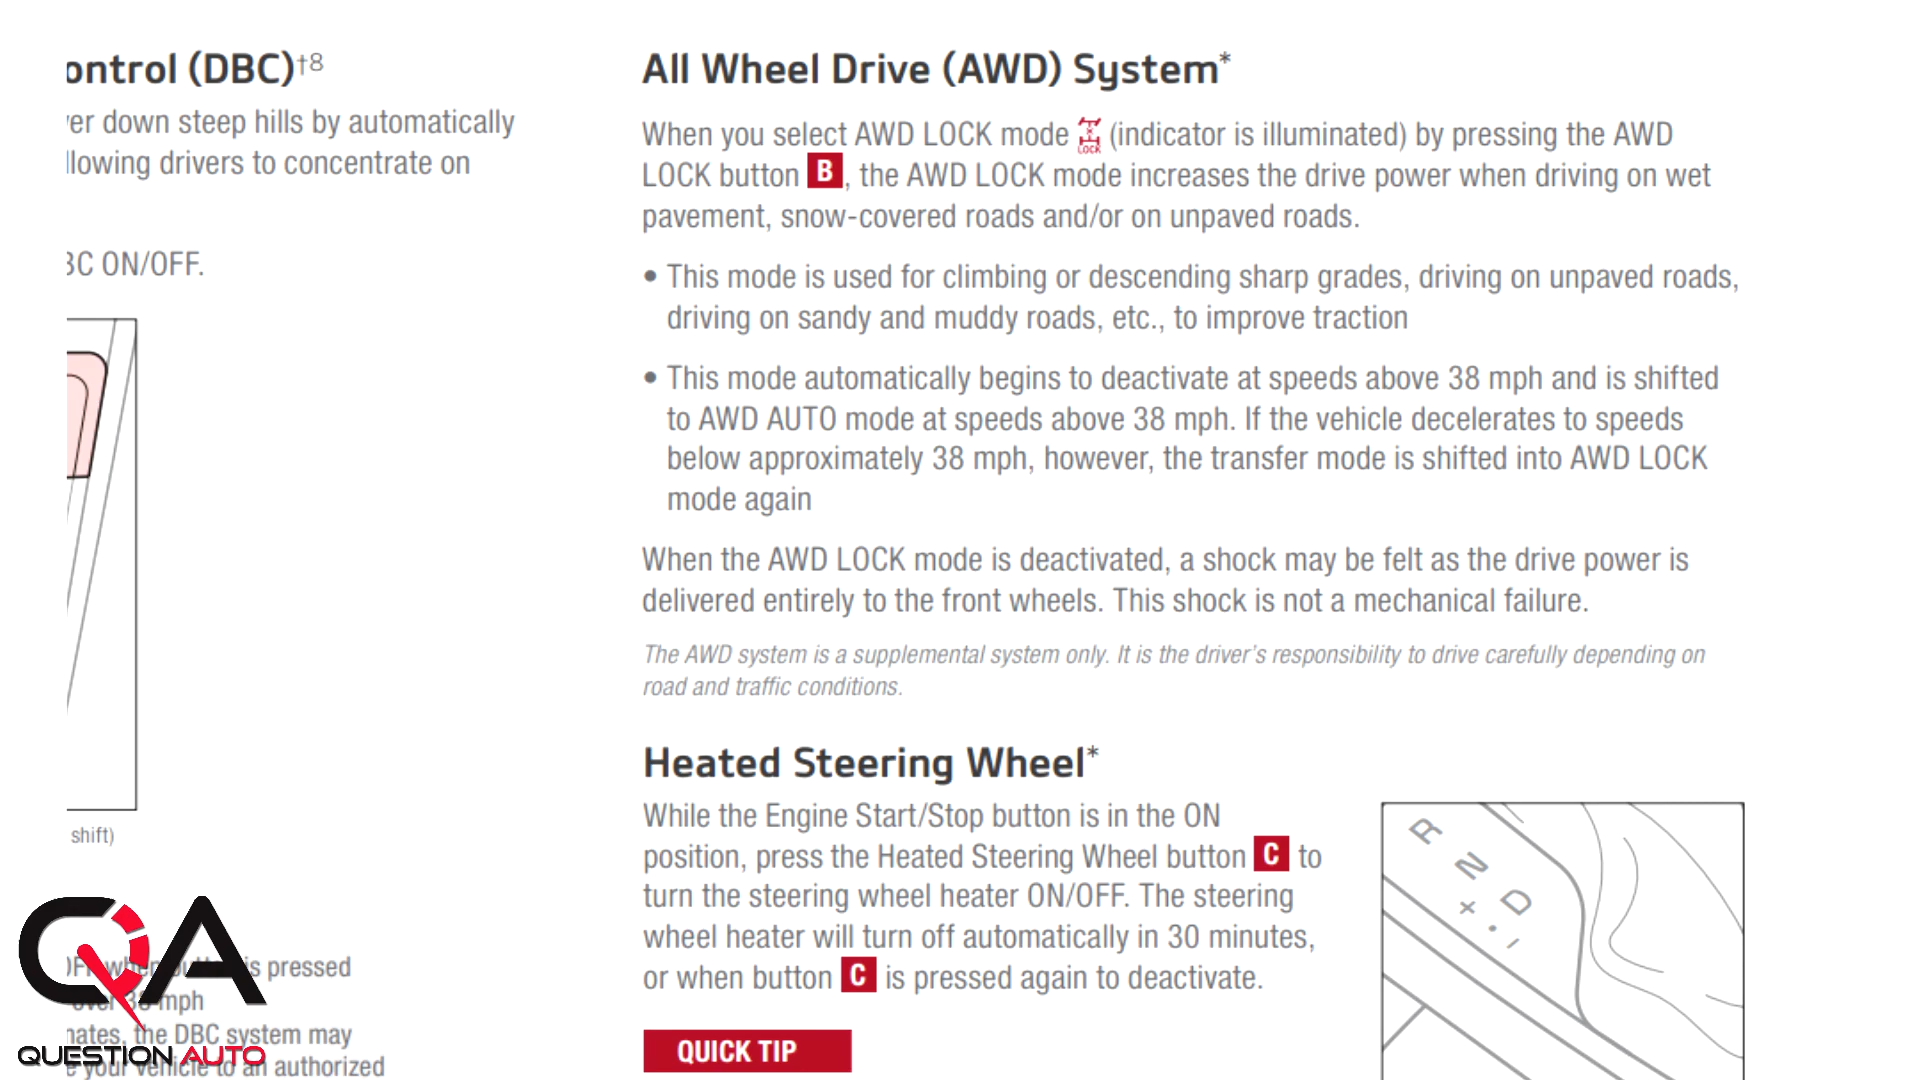 ontrol (DBC)†8
er down steep hills by automatically
llowing drivers to concentrate on
BC ON/OFF.
shift)
when is pressed
over 38 mph
nates, the DBC system may
e your vehicle to an authorized
QA
QUESTION AUTO
All Wheel Drive (AWD) System*
When you select AWD LOCK mode LOCK (indicator is illuminated) by pressing the AWD
LOCK button B, the AWD LOCK mode increases the drive power when driving on wet
pavement, snow-covered roads and/or on unpaved roads.
• This mode is used for climbing or descending sharp grades, driving on unpaved roads,
driving on sandy and muddy roads, etc., to improve traction
• This mode automatically begins to deactivate at speeds above 38 mph and is shifted
to AWD AUTO mode at speeds above 38 mph. If the vehicle decelerates to speeds
below approximately 38 mph, however, the transfer mode is shifted into AWD LOCK
mode again
When the AWD LOCK mode is deactivated, a shock may be felt as the drive power is
delivered entirely to the front wheels. This shock is not a mechanical failure.
The AWD system is a supplemental system only. It is the driver's responsibility to drive carefully depending on
road and traffic conditions.
Heated Steering Wheel*
While the Engine Start/Stop button is in the ON
position, press the Heated Steering Wheel button C to
turn the steering wheel heater ON/OFF. The steering
wheel heater will turn off automatically in 30 minutes,
or when button C is pressed again to deactivate.
QUICK TIP
R
N
D
+
-